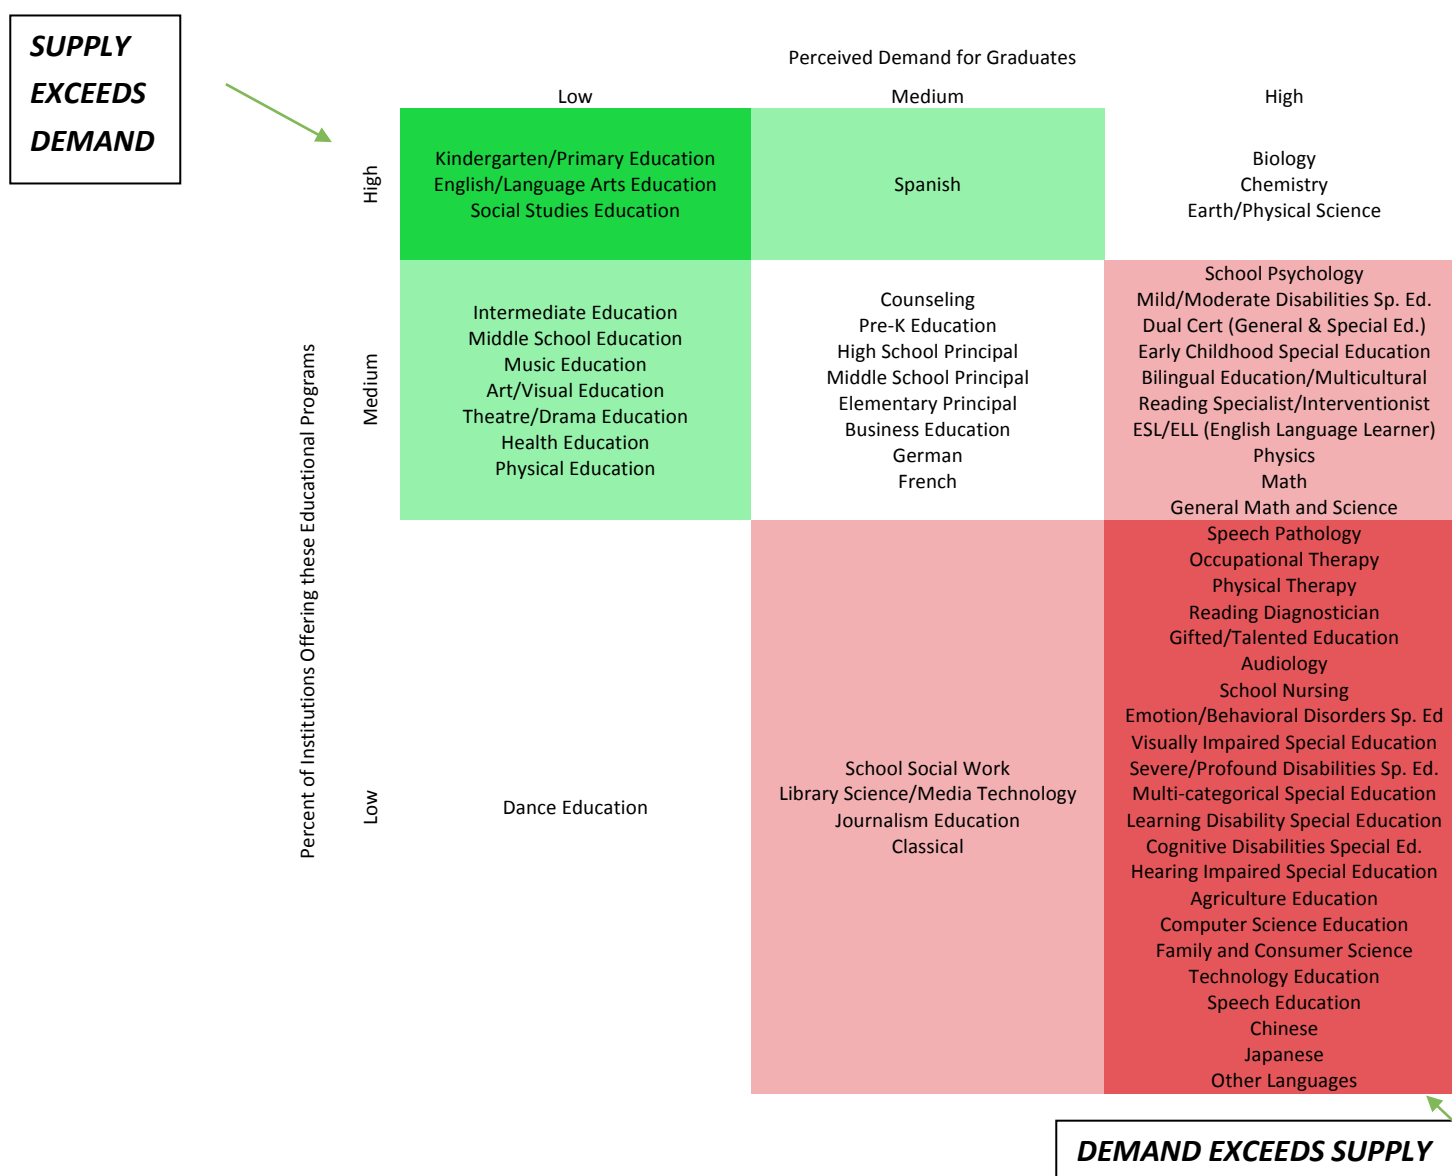 SUPPLY
EXCEEDS
DEMAND
Perceived Demand for Graduates
Low
Medium
High
Percent of Institutions Offering these Educational Programs
High
Kindergarten/Primary Education
English/Language Arts Education
Social Studies Education
Spanish
Biology
Chemistry
Earth/Physical Science
Medium
Intermediate Education
Middle School Education
Music Education
Art/Visual Education
Theatre/Drama Education
Health Education
Physical Education
Counseling
Pre-K Education
High School Principal
Middle School Principal
Elementary Principal
Business Education
German
French
School Psychology
Mild/Moderate Disabilities Sp. Ed.
Dual Cert (General & Special Ed.)
Early Childhood Special Education
Bilingual Education/Multicultural
Reading Specialist/Interventionist
ESL/ELL (English Language Learner)
Physics
Math
General Math and Science
Low
Dance Education
School Social Work
Library Science/Media Technology
Journalism Education
Classical
Speech Pathology
Occupational Therapy
Physical Therapy
Reading Diagnostician
Gifted/Talented Education
Audiology
School Nursing
Emotion/Behavioral Disorders Sp. Ed
Visually Impaired Special Education
Severe/Profound Disabilities Sp. Ed.
Multi-categorical Special Education
Learning Disability Special Education
Cognitive Disabilities Special Ed.
Hearing Impaired Special Education
Agriculture Education
Computer Science Education
Family and Consumer Science
Technology Education
Speech Education
Chinese
Japanese
Other Languages
DEMAND EXCEEDS SUPPLY